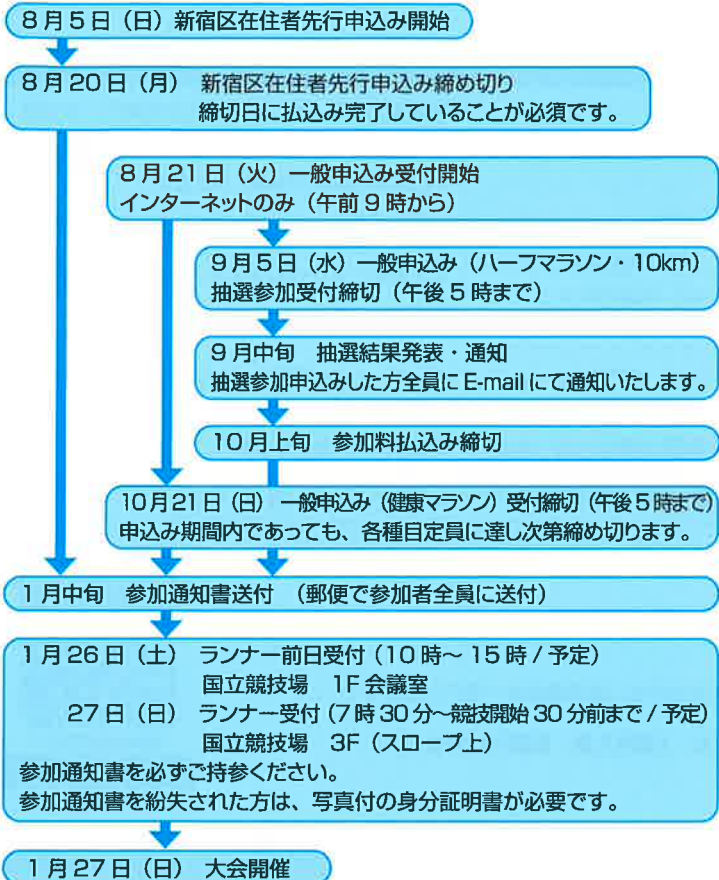 8月5日（日）新宿区在住者先行申込み開始
8月20日（月）　新宿区在住者先行申込み締め切り
締切日に払込み完了していることが必須です。
8月21日（火）一般申込み受付開始
インターネットのみ（午前9時から）
9月5日（水）一般申込み（ハーフマラソン・10km）
抽選参加受付締切（午後5時まで）
9月中旬　抽選結果発表・通知
抽選参加申込みした方全員にE-mailにて通知いたします。
10月上旬　参加料払込み締切
10月21日（日）一般申込み（健康マラソン）受付締切（午後5時まで）
申込み期間内であっても、各種目定員に達し次第締め切ります。
1月中旬　参加通知書送付　（郵便で参加者全員に送付）
1月26日（土）　ランナー前日受付（10時～15時/予定）
国立競技場　1F会議室
27日（日）　ランナー受付（7時30分～競技開始30分前まで/予定）
国立競技場　3F（スロープ上）
参加通知書を必ずご持参ください。
参加通知書を紛失された方は、写真付の身分証明書が必要です。
1月27日（日）　大会開催